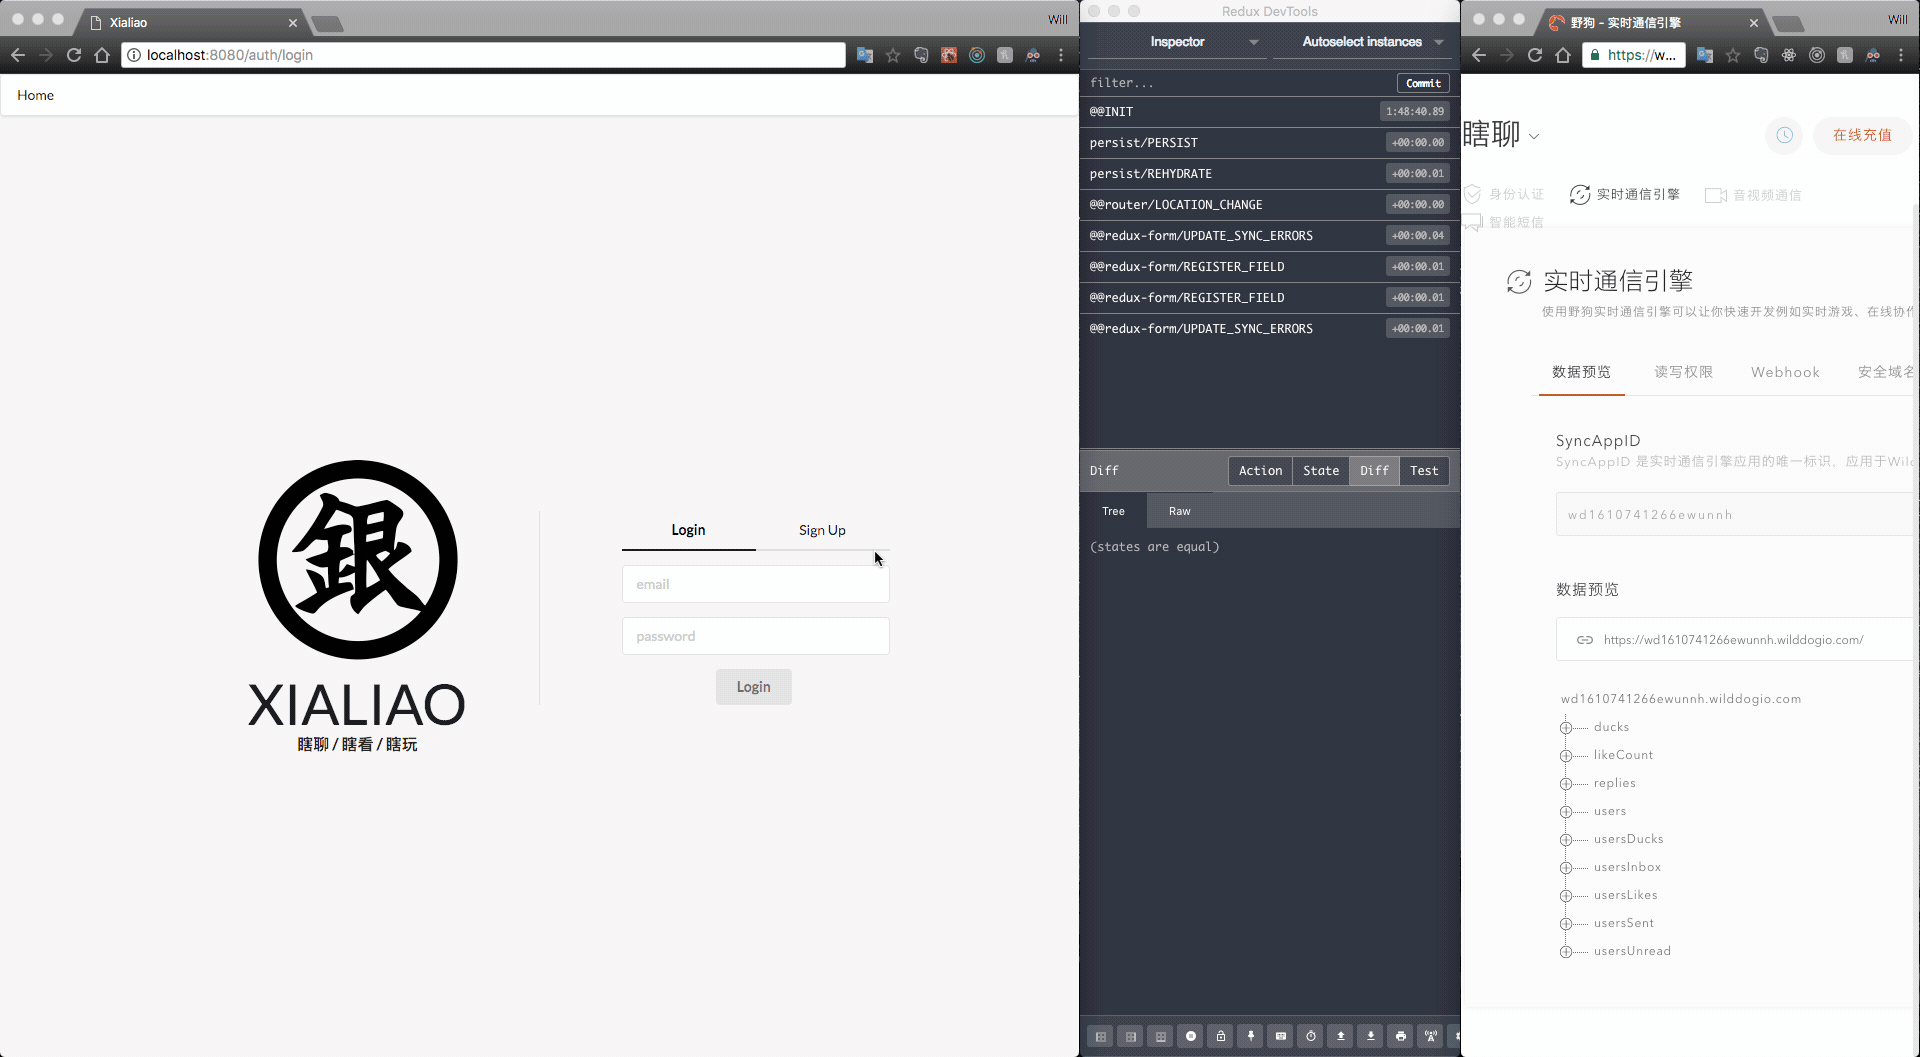 Xialiao
Will
localhost:8080/auth/login
Home
銀
XIALIAO
瞎聊 / 瞎看 / 瞎玩
Login
Sign Up
email
password
Login
Redux DevTools
Inspector
Autoselect instances
filter...
Commit
@@INIT
1:48:40.89
persist/PERSIST
+00:00.00
persist/REHYDRATE
+00:00.01
@@router/LOCATION_CHANGE
+00:00.00
@@redux-form/UPDATE_SYNC_ERRORS
+00:00.04
@@redux-form/REGISTER_FIELD
+00:00.01
@@redux-form/REGISTER_FIELD
+00:00.01
@@redux-form/UPDATE_SYNC_ERRORS
+00:00.01
Diff
Action
State
Diff
Test
Tree
Raw
(states are equal)
野狗 - 实时通信引擎
Will
https://w...
瞎聊
在线充值
身份认证
实时通信引擎
音视频通信
智能短信
实时通信引擎
使用野狗实时通信引擎可以让你快速开发例如实时游戏、在线协作
数据预览
读写权限
Webhook
安全域名
SyncAppID
SyncAppID 是实时通信引擎应用的唯一标识，应用于Wild
wd1610741266ewunnh
数据预览
https://wd1610741266ewunnh.wilddogio.com/
wd1610741266ewunnh.wilddogio.com
ducks
likeCount
replies
users
usersDucks
usersInbox
usersLikes
usersSent
usersUnread